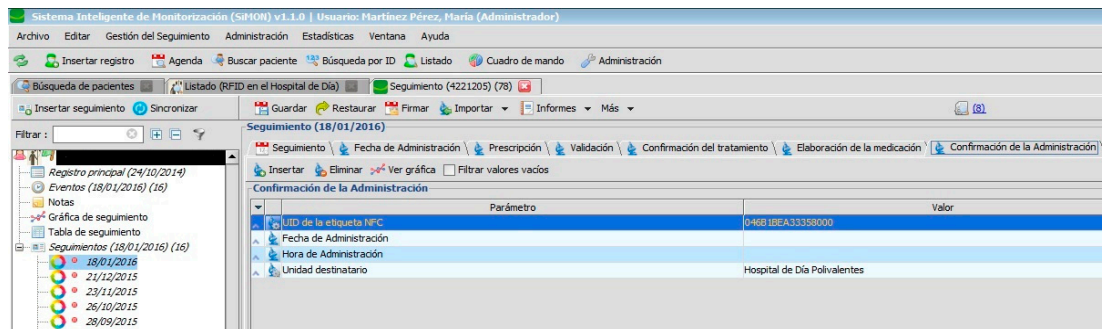 Sistema Inteligente de Monitorización (SiMON) v1.1.0 | Usuario: Martínez Pérez, María (Administrador)
Archivo Editar Gestión del Seguimiento Administración Estadísticas Ventana Ayuda
Insertar registro Agenda Buscar paciente Búsqueda por ID Listado Cuadro de mando Administración
Búsqueda de pacientes Listado (RFID en el Hospital de Día) Seguimiento (4221205) (78)
Insertar seguimiento Sincronizar
Filtrar :
Registro principal (24/10/2014)
Eventos (18/01/2016) (16)
Notas
Gráfica de seguimiento
Tabla de seguimiento
Seguimientos (18/01/2016) (16)
18/01/2016
21/12/2015
23/11/2015
26/10/2015
28/09/2015
Guardar Restaurar Firmar Importar Informes Más (8)
Seguimiento (18/01/2016)
Seguimiento Fecha de Administración Prescripción Validación Confirmación del tratamiento Elaboración de la medicación Confirmación de la Administración
Insertar Eliminar Ver gráfica Filtrar valores vacíos
Confirmación de la Administración
Parámetro Valor
UID de la etiqueta NFC 046B1BEA33358000
Fecha de Administración
Hora de Administración
Unidad destinatario Hospital de Día Polivalentes